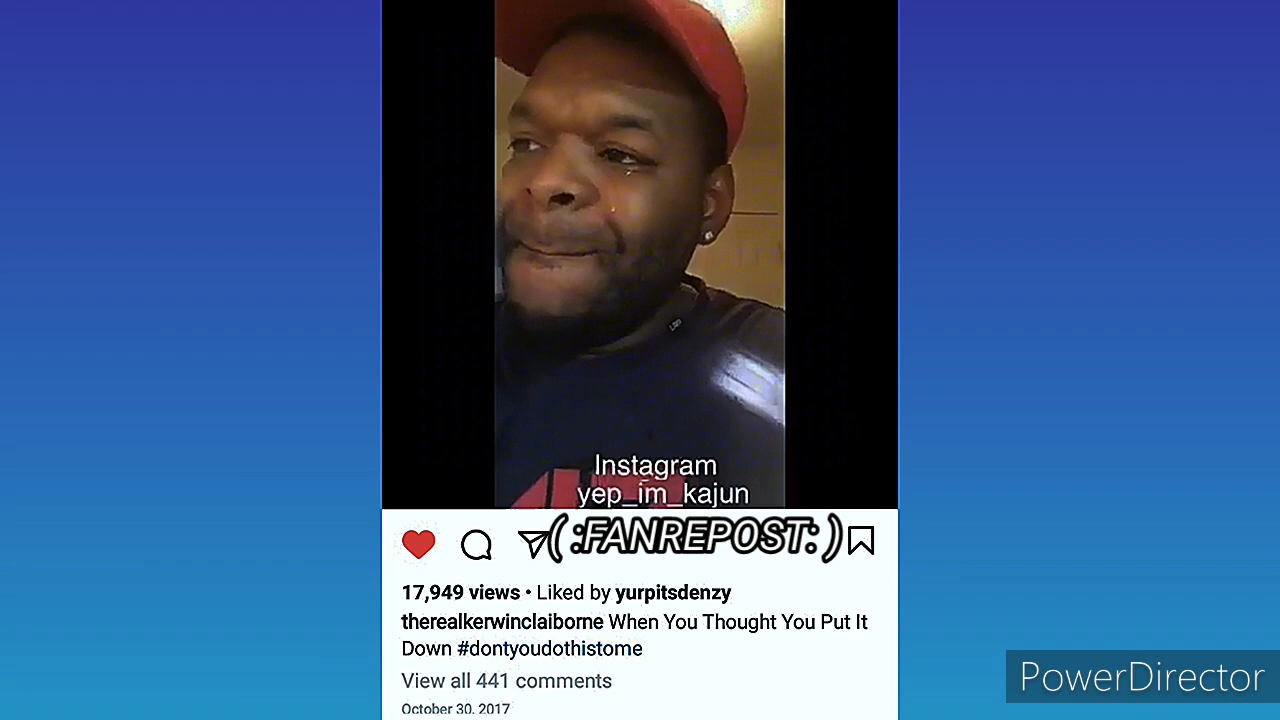 Instagram
yep_im_kajun
( :FANREPOST: )
17,949 views • Liked by yurpitsdenzy
therealkerwinclaiborne When You Thought You Put It
Down #dontyoudothistome
View all 441 comments
October 30, 2017
PowerDirector